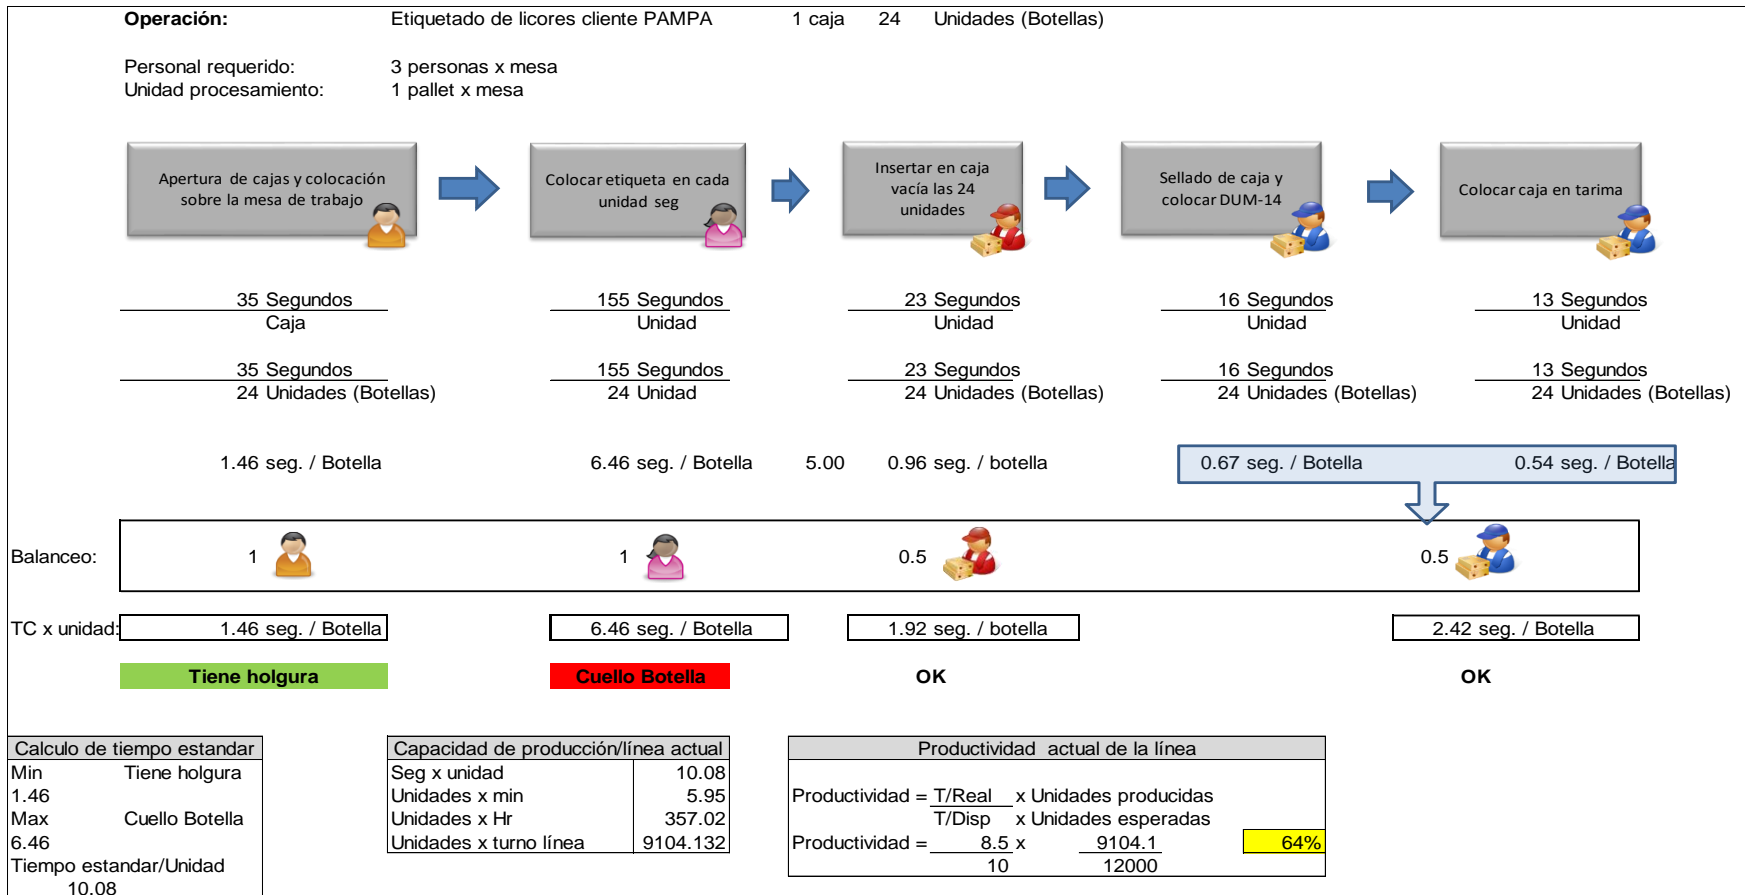 Operación: Etiquetado de licores cliente PAMPA 1 caja 24 Unidades (Botellas)
Personal requerido: 3 personas x mesa
Unidad procesamiento: 1 pallet x mesa
Apertura de cajas y colocación
sobre la mesa de trabajo
Colocar etiqueta en cada
unidad seg
Insertar en caja
vacía las 24
unidades
Sellado de caja y
colocar DUM-14
Colocar caja en tarima
35 Segundos 155 Segundos 23 Segundos 16 Segundos 13 Segundos
Caja Unidad Unidad Unidad Unidad
35 Segundos 155 Segundos 23 Segundos 16 Segundos 13 Segundos
24 Unidades (Botellas) 24 Unidad 24 Unidades (Botellas) 24 Unidades (Botellas) 24 Unidades (Botellas)
1.46 seg. / Botella 6.46 seg. / Botella 5.00 0.96 seg. / botella 0.67 seg. / Botella 0.54 seg. / Botella
Balanceo: 1 1 0.5 0.5
TC x unidad: 1.46 seg. / Botella 6.46 seg. / Botella 1.92 seg. / botella 2.42 seg. / Botella
Tiene holgura Cuello Botella OK OK
Calculo de tiempo estandar
Min Tiene holgura
1.46
Max Cuello Botella
6.46
Tiempo estandar/Unidad
10.08
Capacidad de producción/línea actual
Seg x unidad 10.08
Unidades x min 5.95
Unidades x Hr 357.02
Unidades x turno línea 9104.132
Productividad actual de la línea
Productividad = T/Real x Unidades producidas
T/Disp x Unidades esperadas
Productividad = 8.5 x 9104.1 64%
10 12000